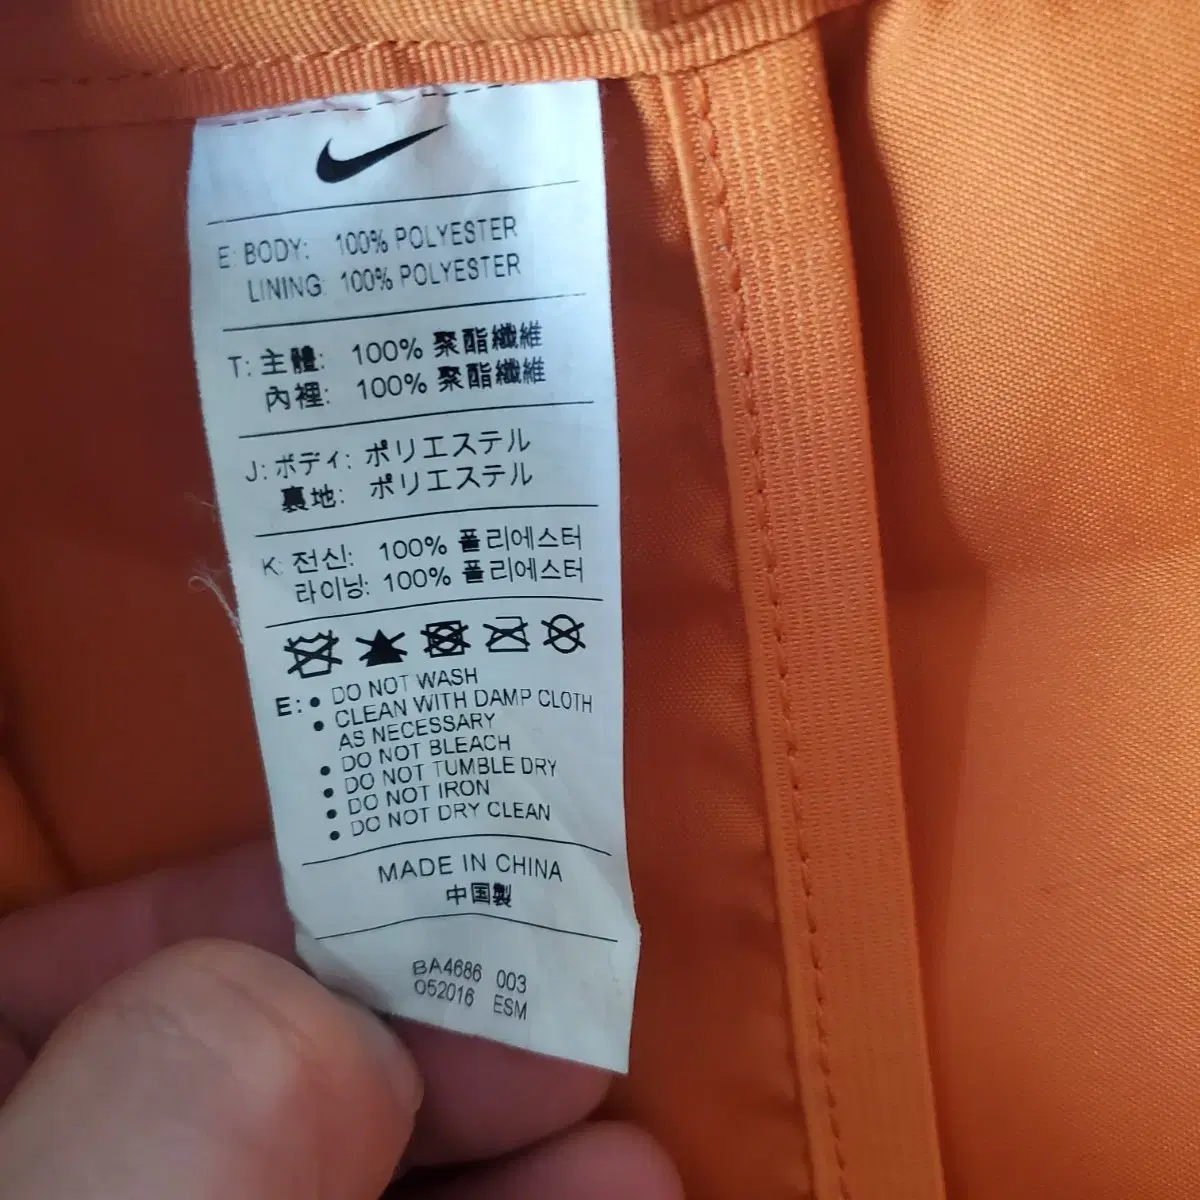 E: BODY: 100% POLYESTER
LINING: 100% POLYESTER
T: 主體: 100% 聚酯纖維
內裡: 100% 聚酯纖維
J: ボディ: ポリエステル
裏地: ポリエステル
K: 전신: 100% 폴리에스터
라이닝: 100% 폴리에스터
E: • DO NOT WASH
• CLEAN WITH DAMP CLOTH
AS NECESSARY
• DO NOT BLEACH
• DO NOT TUMBLE DRY
• DO NOT IRON
• DO NOT DRY CLEAN
MADE IN CHINA
中国製
BA4686 003
052016 ESM